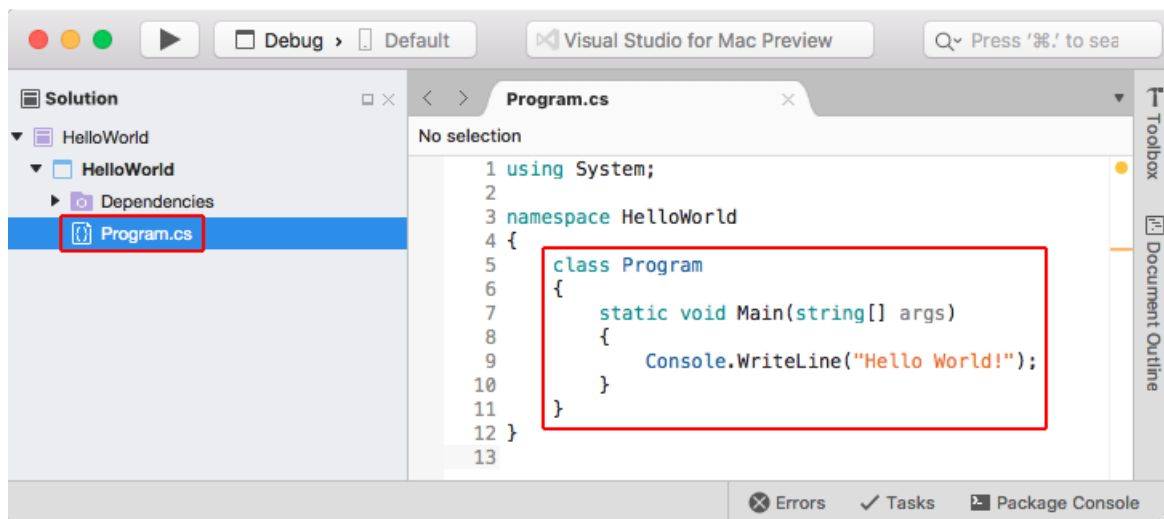 Debug › Default
Visual Studio for Mac Preview
Press '⌘.' to sea
Solution
HelloWorld
HelloWorld
Dependencies
Program.cs
Program.cs
No selection
1 using System;
2
3 namespace HelloWorld
4 {
5     class Program
6     {
7         static void Main(string[] args)
8         {
9             Console.WriteLine("Hello World!");
10         }
11     }
12 }
13
Toolbox
Document Outline
Errors
Tasks
Package Console